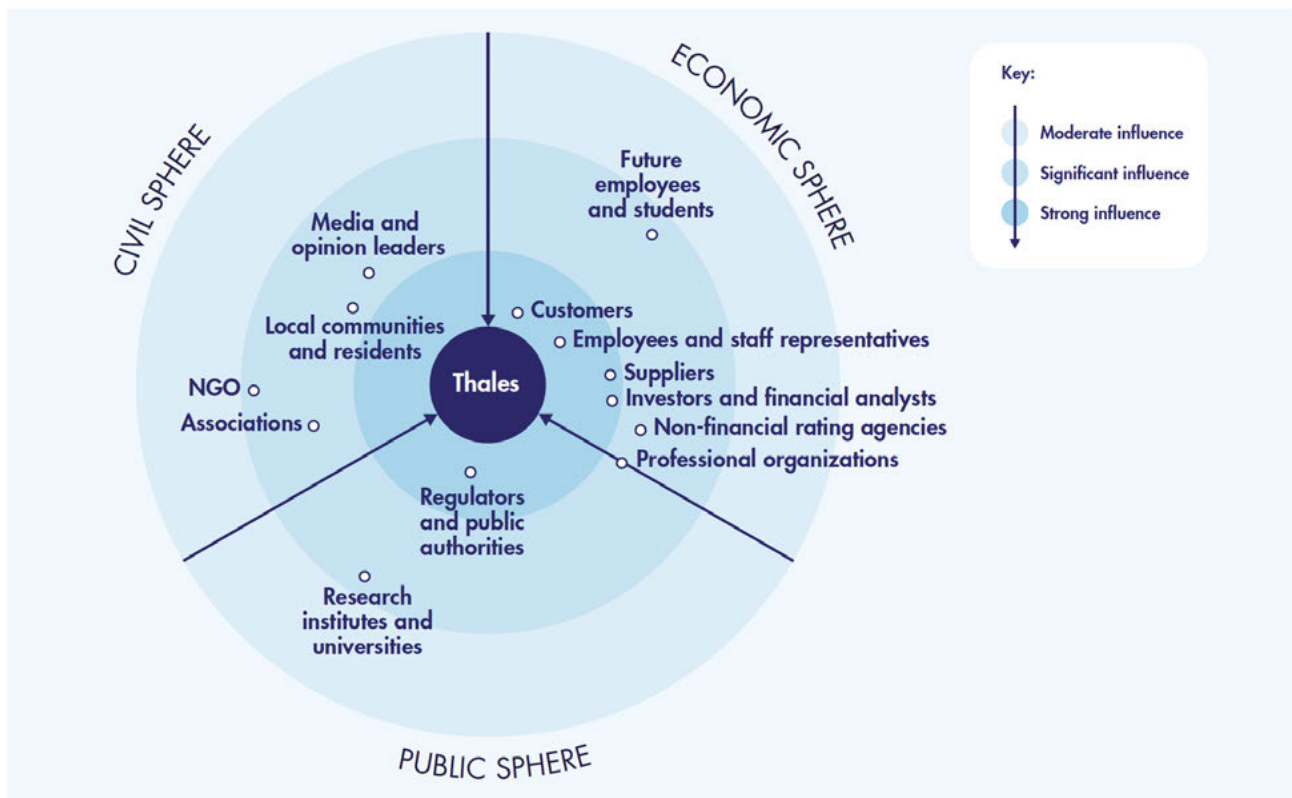 CIVIL SPHERE
ECONOMIC SPHERE
Key:
Moderate influence
Significant influence
Strong influence
Future
employees
and students
Media and
opinion leaders
Local communities
and residents
Customers
Employees and staff representatives
Suppliers
Thales
NGO
Investors and financial analysts
Associations
Non-financial rating agencies
Professional organizations
Regulators
and public
authorities
Research
institutes and
universities
PUBLIC SPHERE